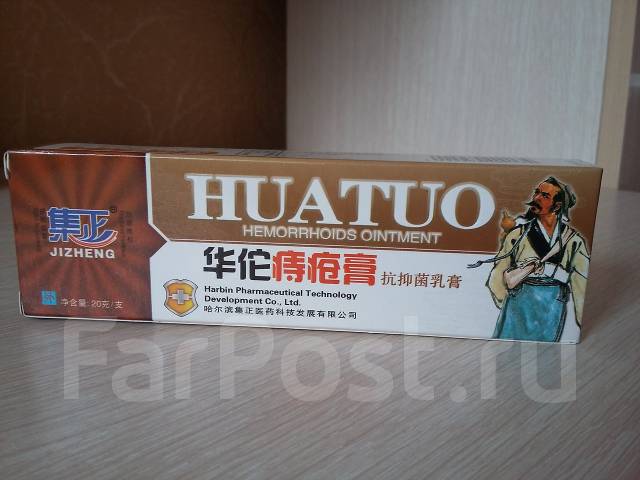 集正®
JIZHENG
净含量: 20克/支
HUATUO
HEMORRHOIDS OINTMENT
华佗痔疮膏 抗抑菌乳膏
Harbin Pharmaceutical Technology
Development Co., Ltd.
哈尔滨集正医药科技发展有限公司
FarPost.ru